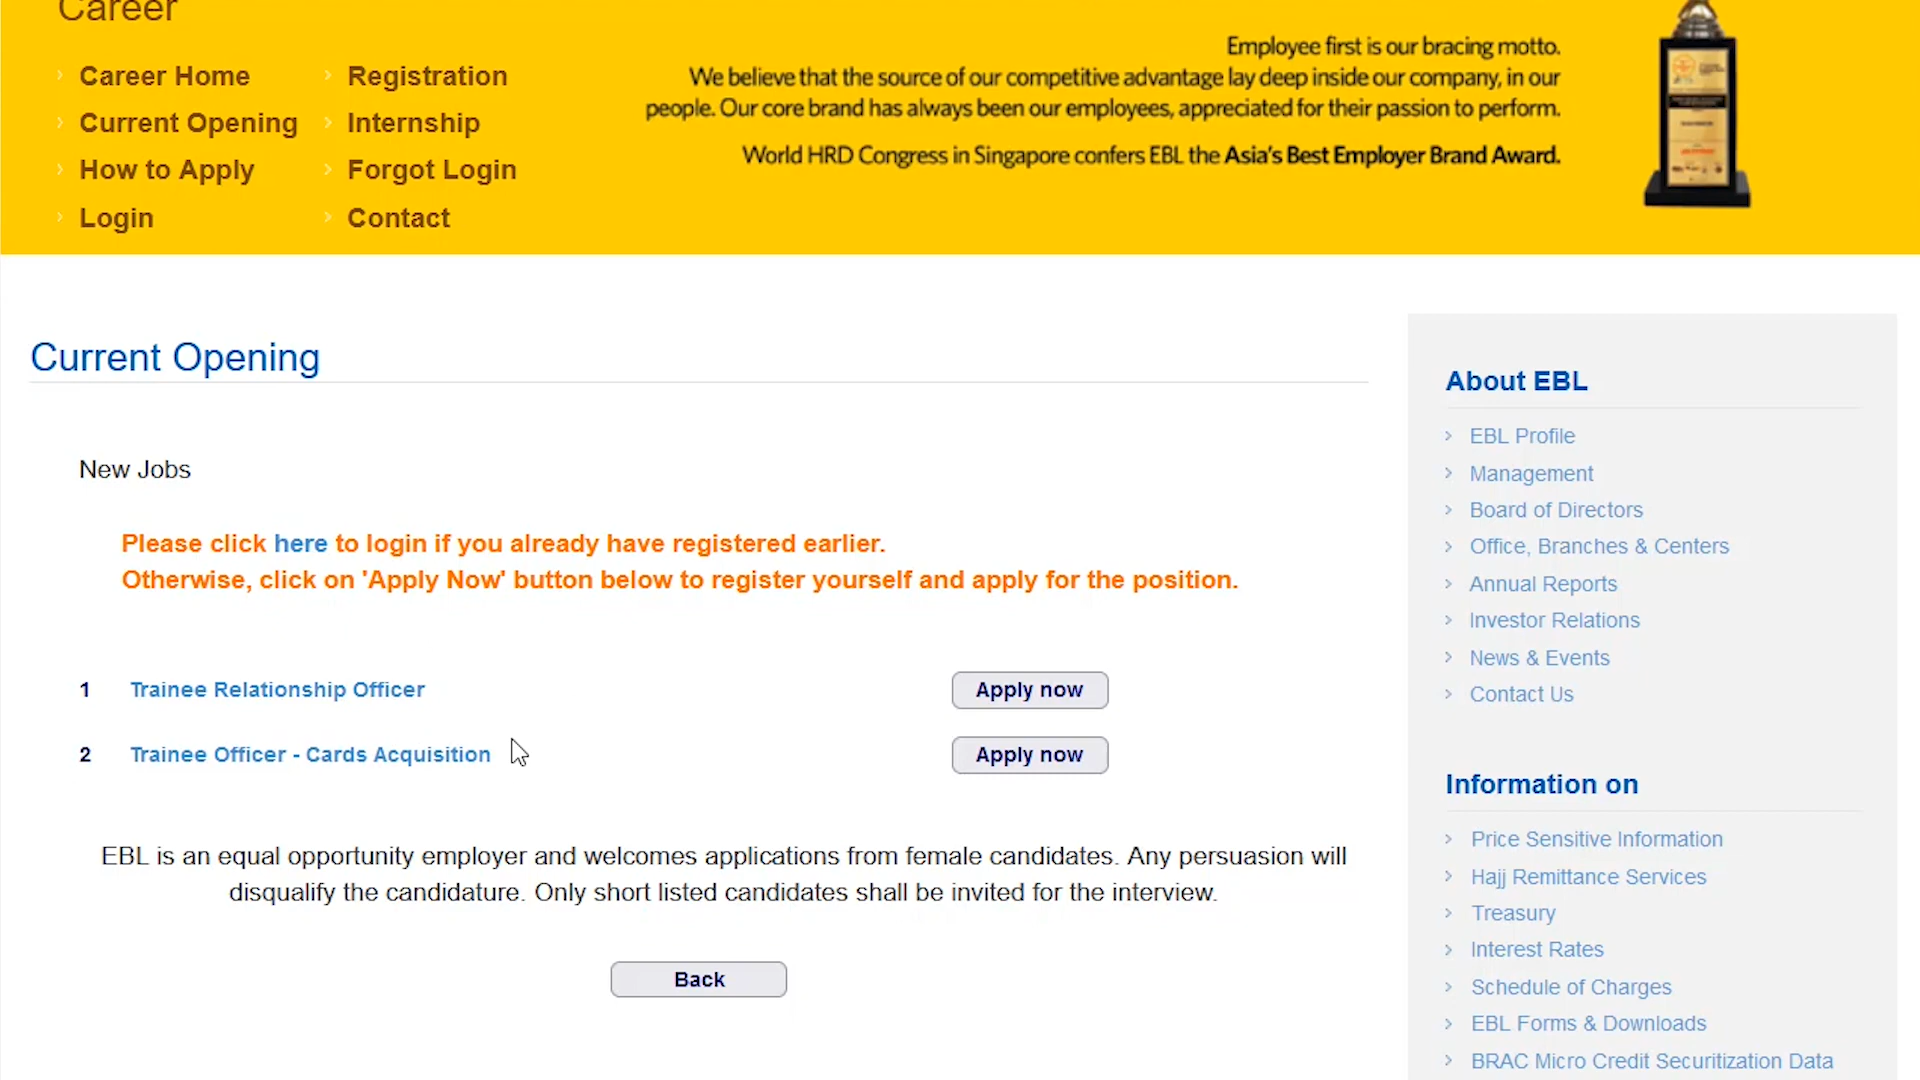 Career
Career Home
Registration
Current Opening
Internship
How to Apply
Forgot Login
Login
Contact
Employee first is our bracing motto.
We believe that the source of our competitive advantage lay deep inside our company, in our
people. Our core brand has always been our employees, appreciated for their passion to perform.
World HRD Congress in Singapore confers EBL the Asia's Best Employer Brand Award.
Current Opening
New Jobs
Please click here to login if you already have registered earlier.
Otherwise, click on 'Apply Now' button below to register yourself and apply for the position.
1 Trainee Relationship Officer Apply now
2 Trainee Officer - Cards Acquisition Apply now
EBL is an equal opportunity employer and welcomes applications from female candidates. Any persuasion will
disqualify the candidature. Only short listed candidates shall be invited for the interview.
Back
About EBL
EBL Profile
Management
Board of Directors
Office, Branches & Centers
Annual Reports
Investor Relations
News & Events
Contact Us
Information on
Price Sensitive Information
Hajj Remittance Services
Treasury
Interest Rates
Schedule of Charges
EBL Forms & Downloads
BRAC Micro Credit Securitization Data